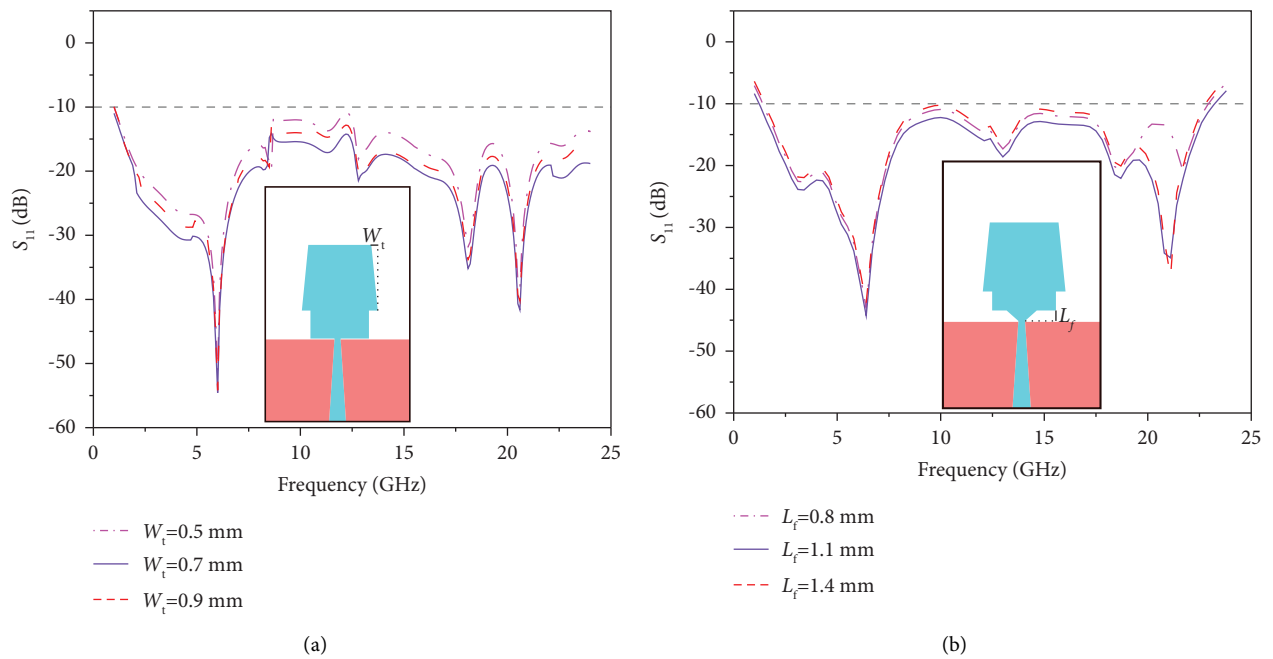 0
-10
-20
-30
-40
-50
-60
S11 (dB)
0 5 10 15 20 25
Frequency (GHz)
Wt
Wt=0.5 mm
Wt=0.7 mm
Wt=0.9 mm
(a)
0
-10
-20
-30
-40
-50
-60
S11 (dB)
0 5 10 15 20 25
Frequency (GHz)
Lf
Lf=0.8 mm
Lf=1.1 mm
Lf=1.4 mm
(b)